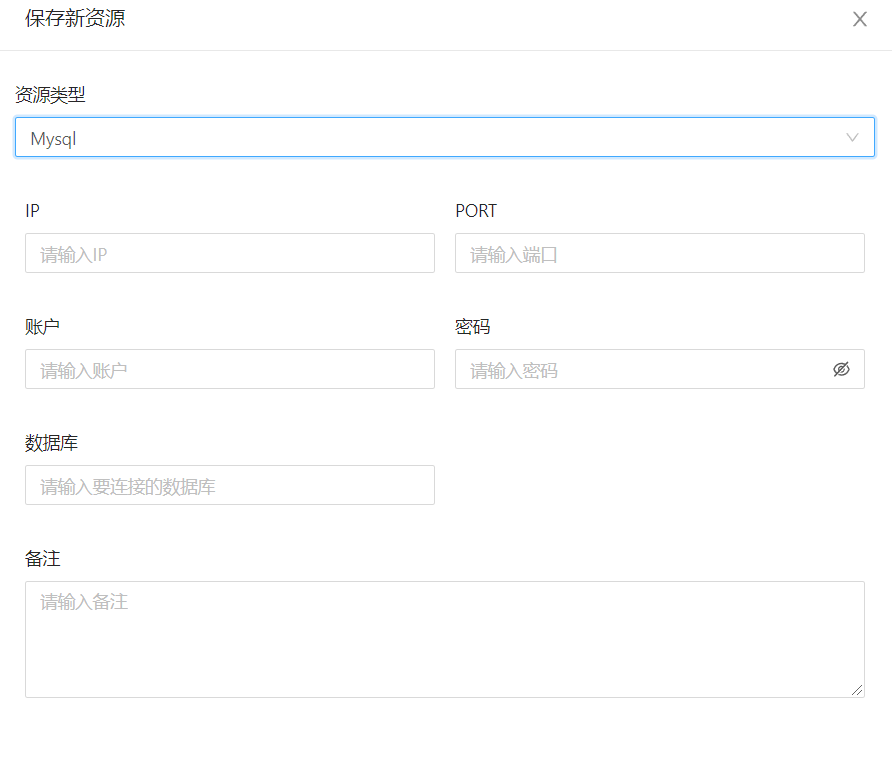 保存新资源
资源类型
Mysql
IP
PORT
请输入IP
请输入端口
账户
密码
请输入账户
请输入密码
数据库
请输入要连接的数据库
备注
请输入备注